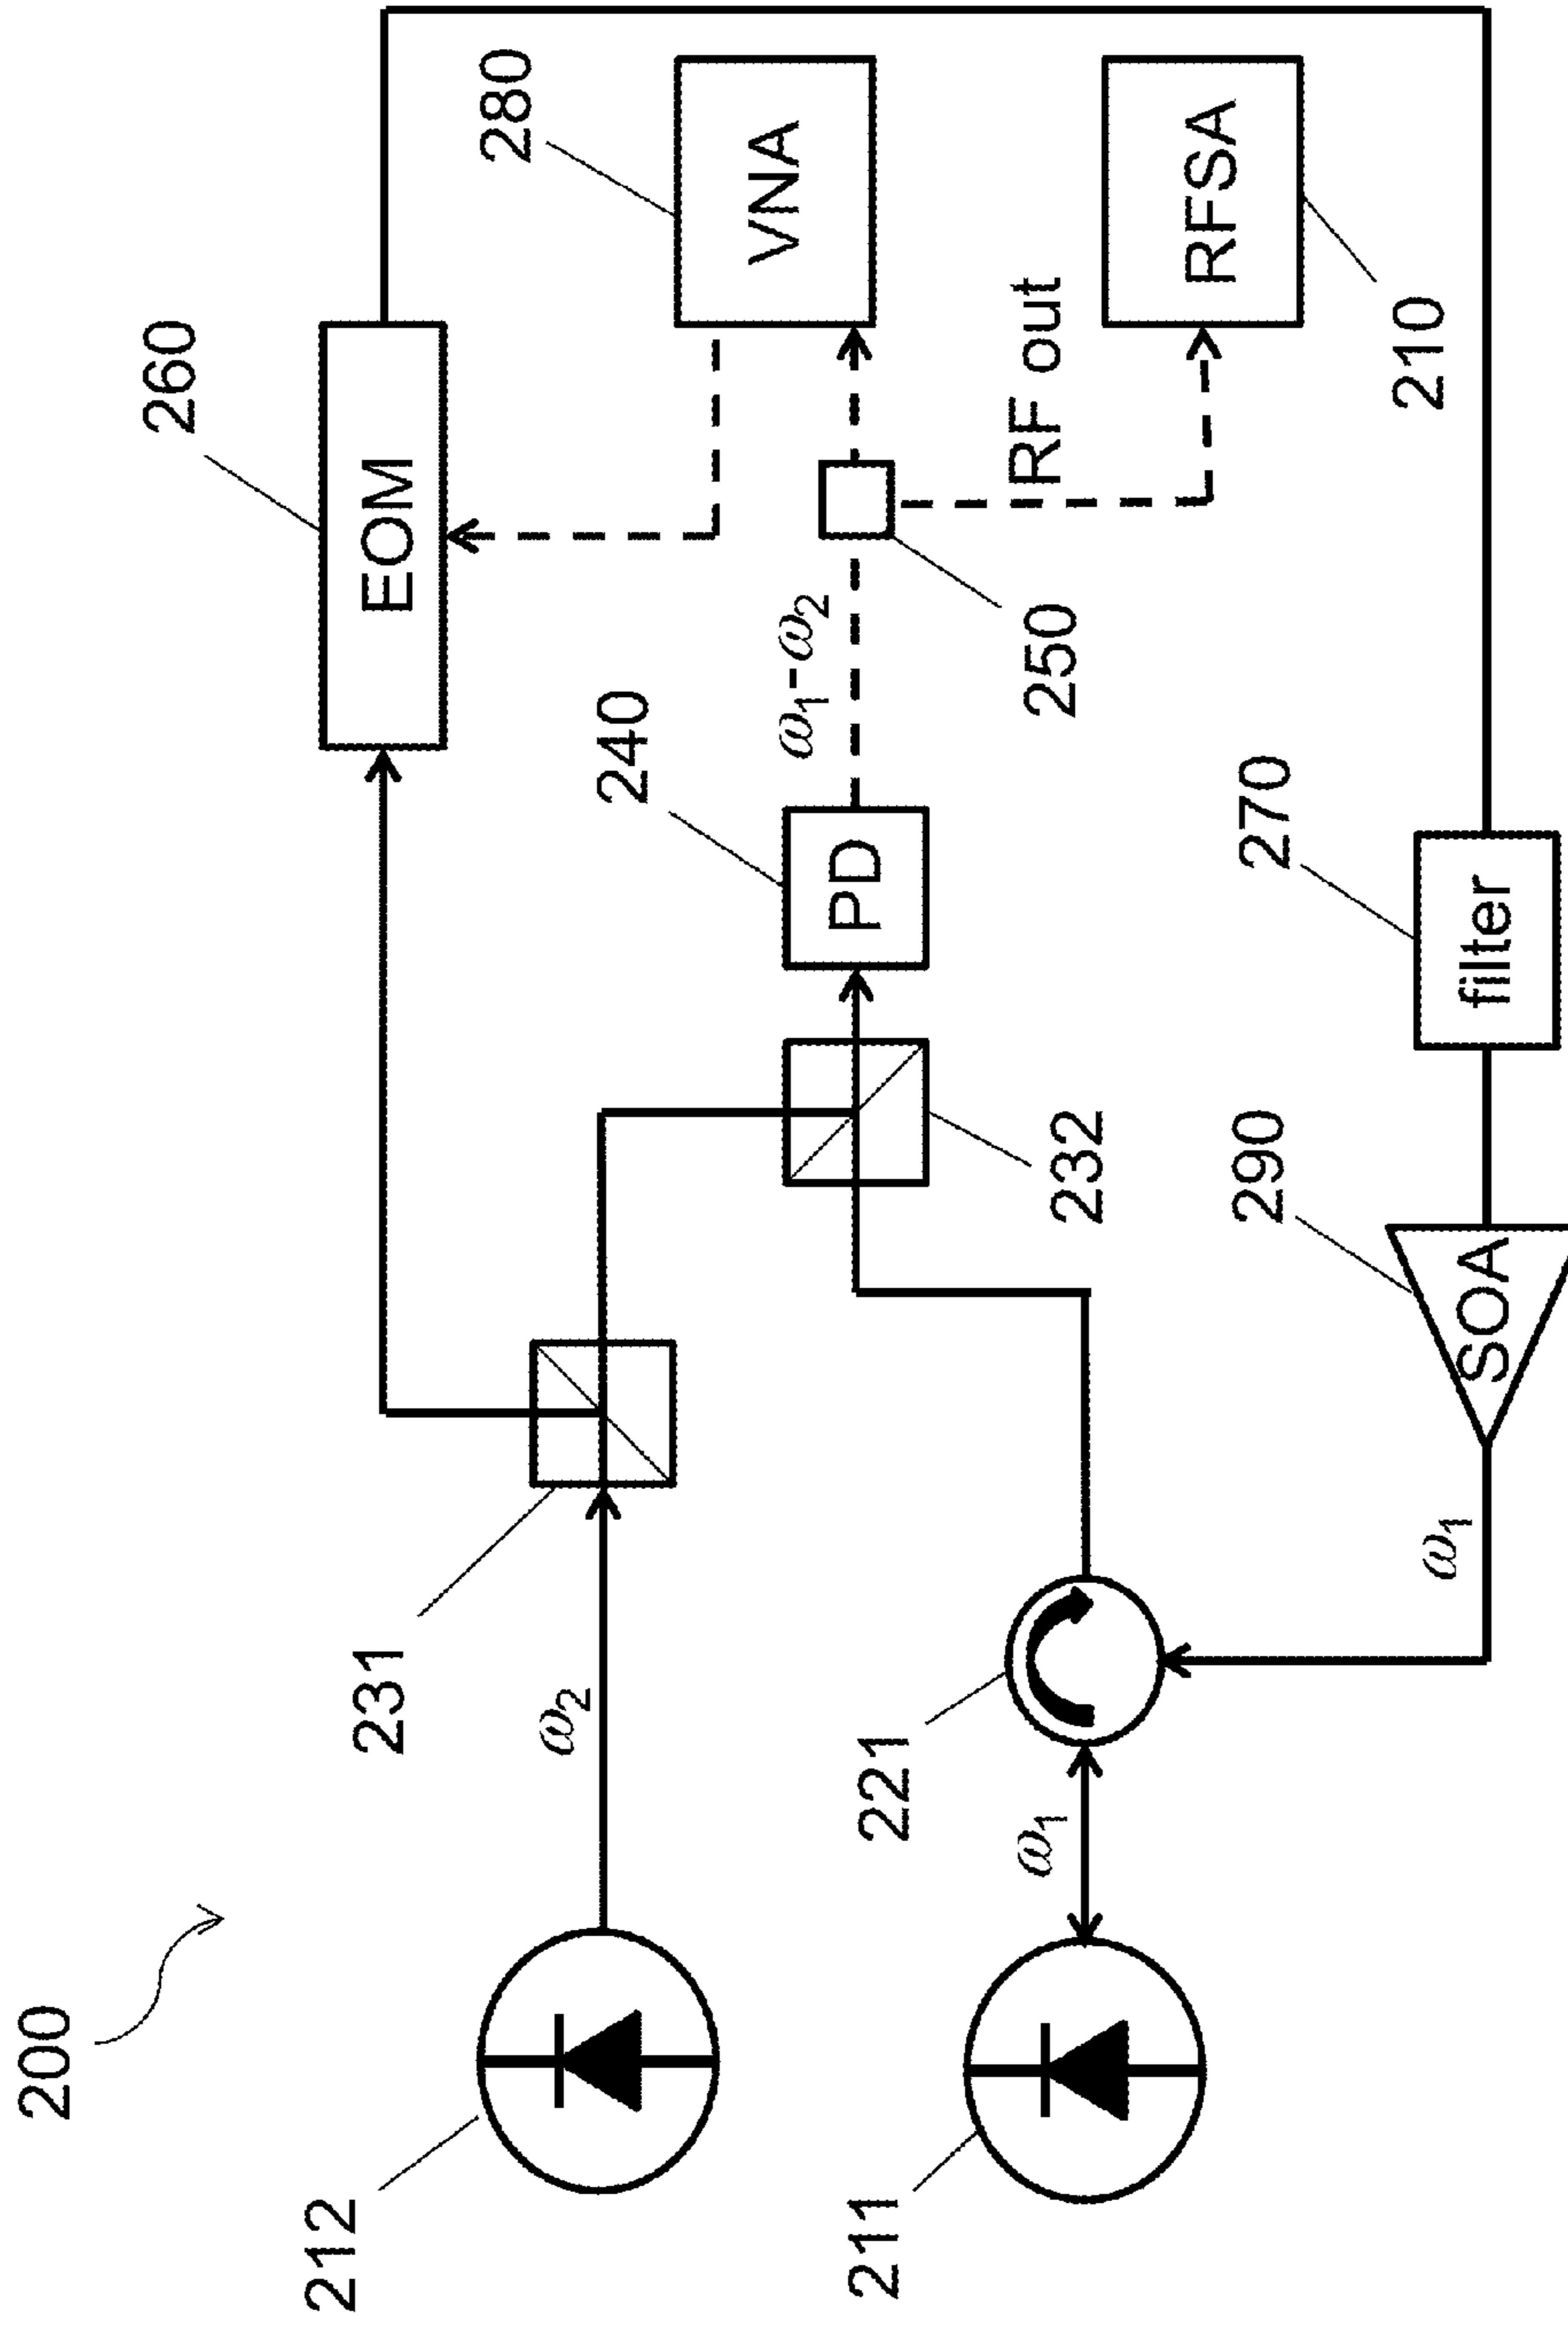 200
260
EOM
280
VNA
240
PD
ω1-ω2
250
RF out
RFSA
210
231
ω2
212
232
221
ω1
211
270
filter
290
SOA
ω1